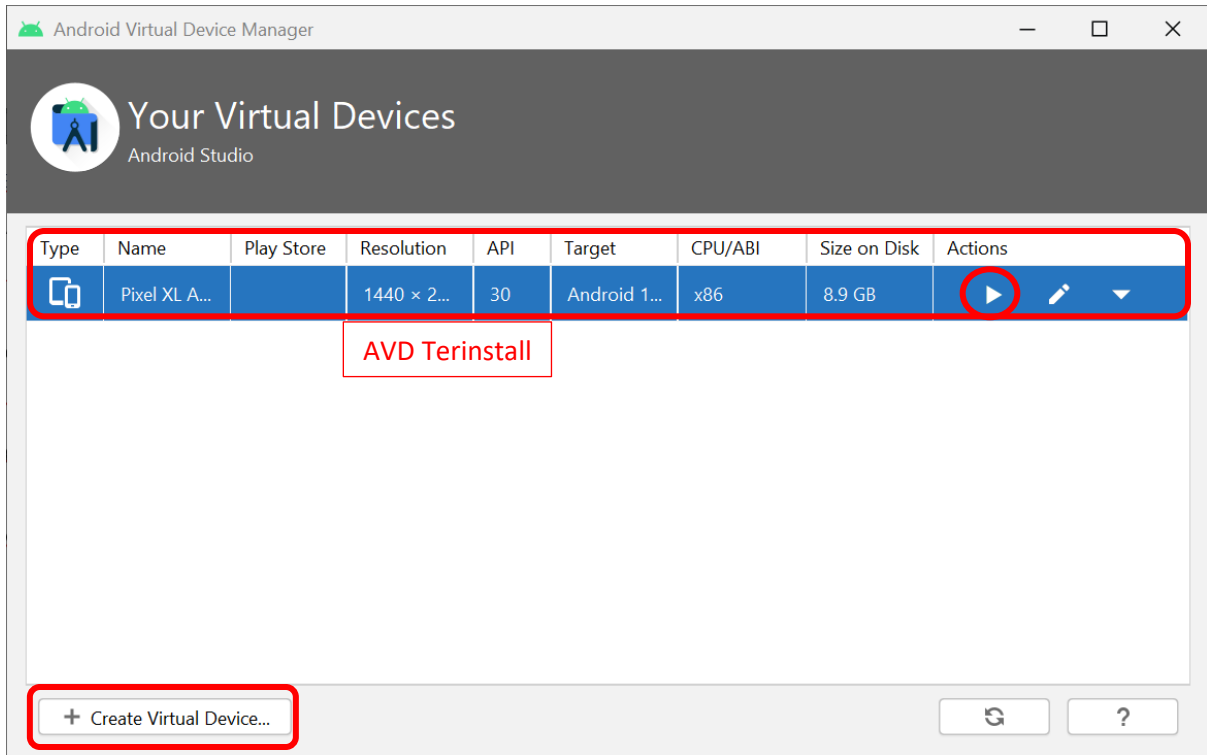 Android Virtual Device Manager
Your Virtual Devices
Android Studio
Type Name Play Store Resolution API Target CPU/ABI Size on Disk Actions
Pixel XL A... 1440 × 2... 30 Android 1... x86 8.9 GB
AVD Terinstall
+ Create Virtual Device... ?